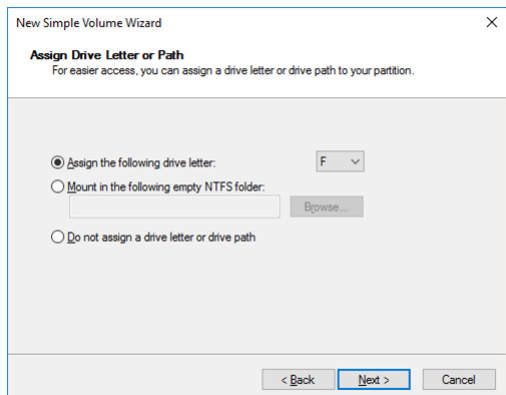 New Simple Volume Wizard
Assign Drive Letter or Path
For easier access, you can assign a drive letter or drive path to your partition.
Assign the following drive letter: F
Mount in the following empty NTFS folder:
Browse...
Do not assign a drive letter or drive path
< Back Next > Cancel